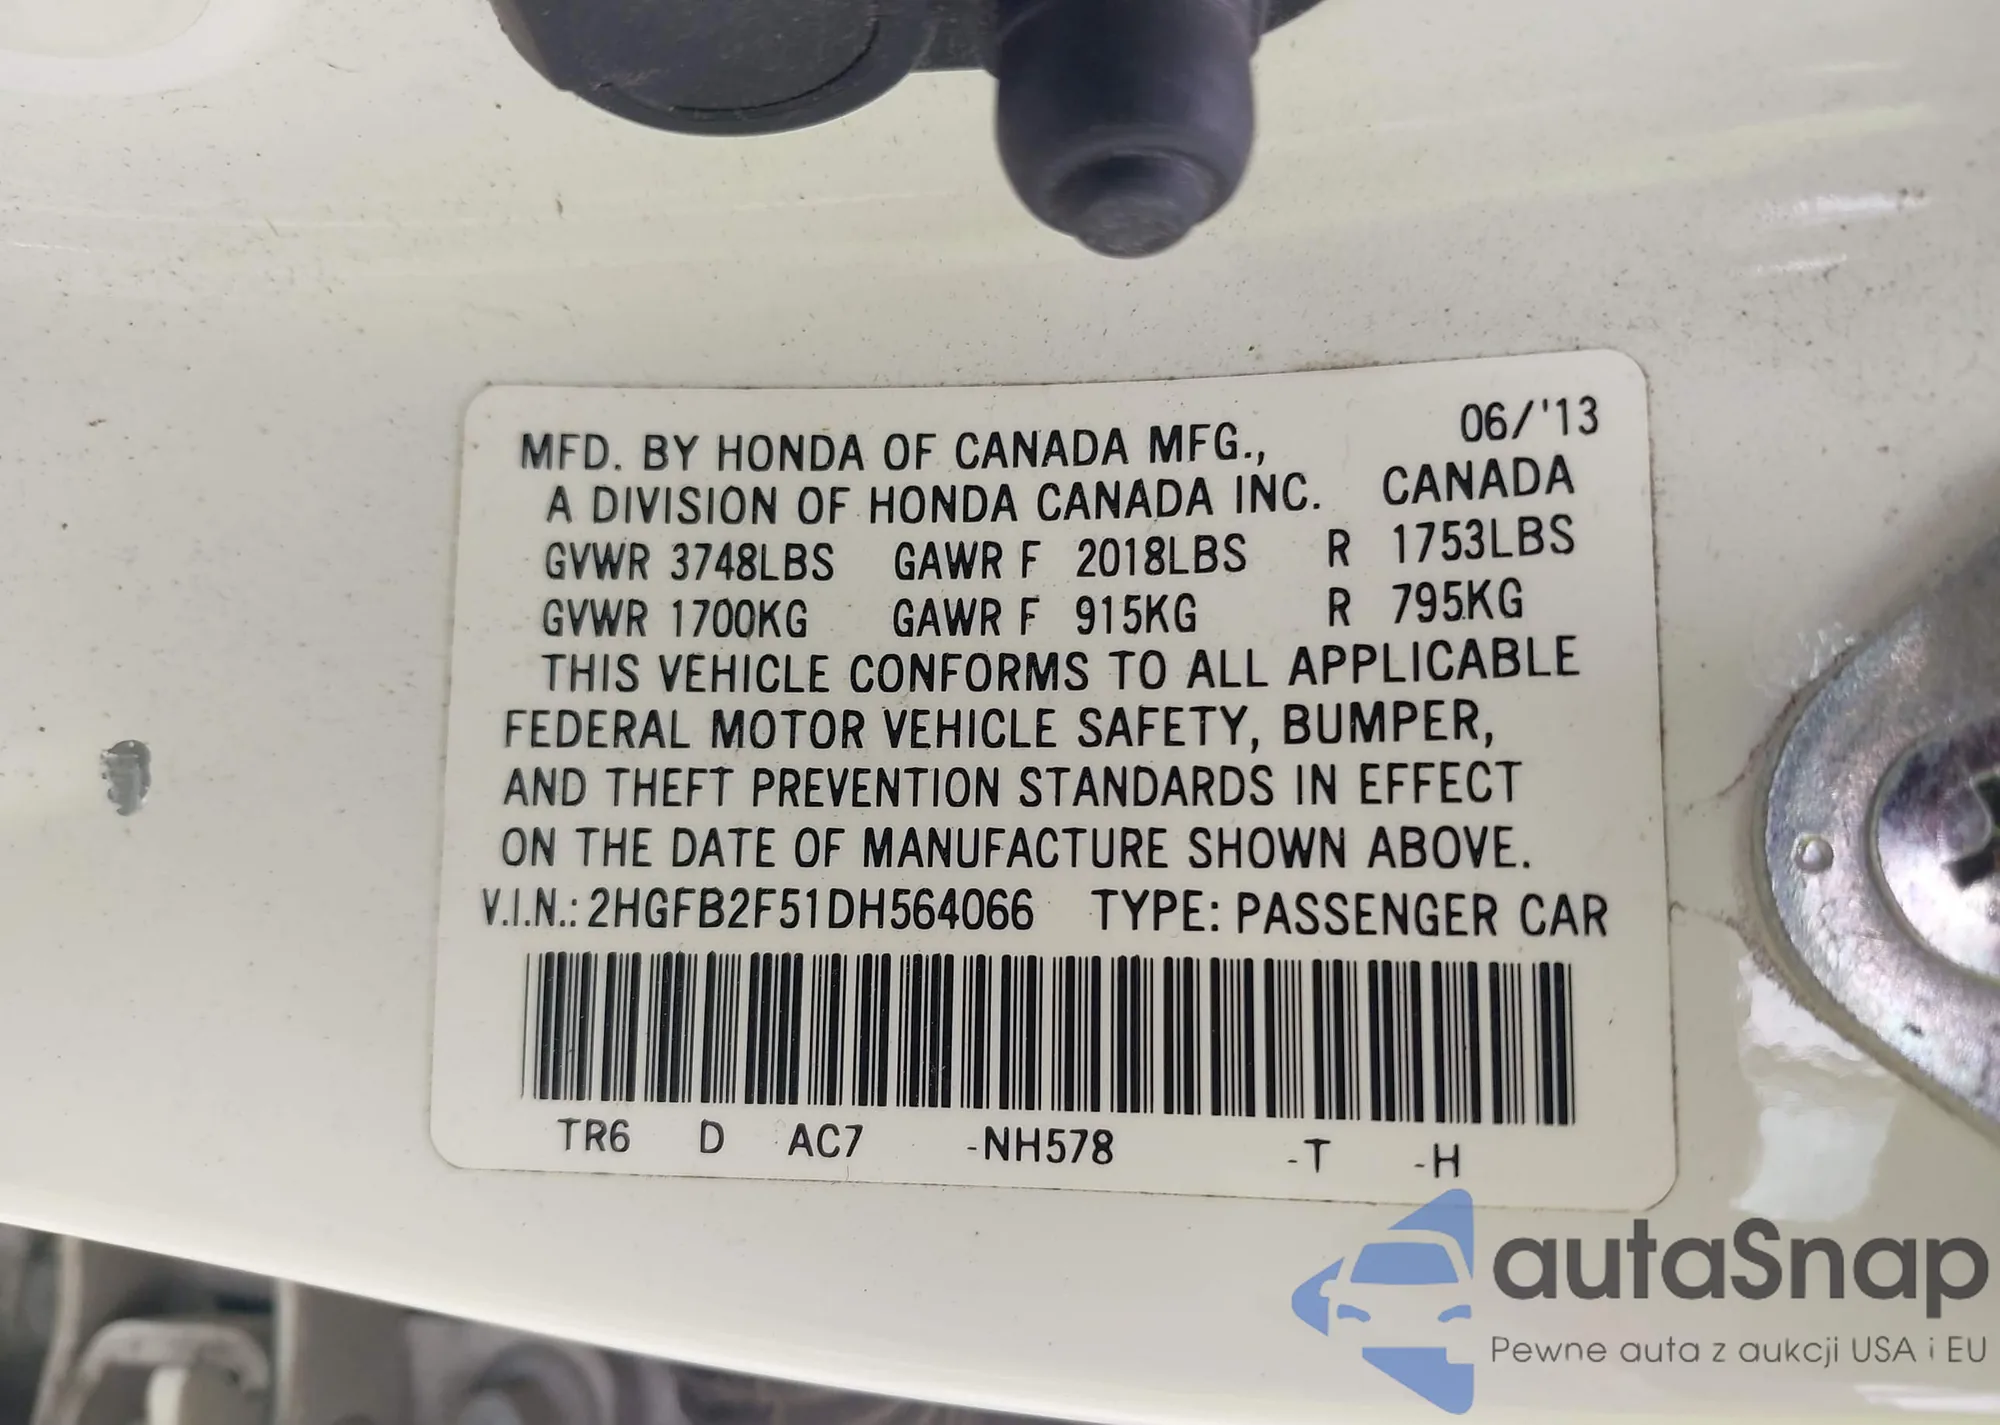 06/'13
MFD. BY HONDA OF CANADA MFG.,
A DIVISION OF HONDA CANADA INC. CANADA
GVWR 3748LBS GAWR F 2018LBS R 1753LBS
GVWR 1700KG GAWR F 915KG R 795KG
THIS VEHICLE CONFORMS TO ALL APPLICABLE
FEDERAL MOTOR VEHICLE SAFETY, BUMPER,
AND THEFT PREVENTION STANDARDS IN EFFECT
ON THE DATE OF MANUFACTURE SHOWN ABOVE.
V.I.N.: 2HGFB2F51DH564066 TYPE: PASSENGER CAR
TR6 D AC7 -NH578 -T -H
autaSnap
Pewne auta z aukcji USA i EU